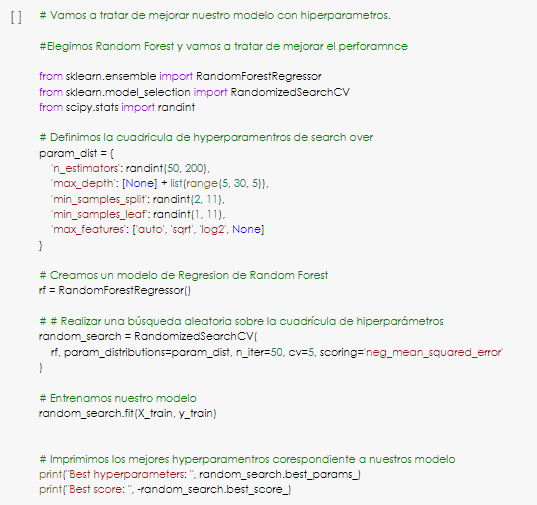 [ ] # Vamos a tratar de mejorar nuestro modelo con hiperparametros.
#Elegimos Random Forest y vamos a tratar de mejorar el perforamnce
from sklearn.ensemble import RandomForestRegressor
from sklearn.model_selection import RandomizedSearchCV
from scipy.stats import randint
# Definimos la cuadricula de hyperparamentros de search over
param_dist = {
'n_estimators': randint(50, 200),
'max_depth': [None] + list(range(5, 30, 5)),
'min_samples_split': randint(2, 11),
'min_samples_leaf': randint(1, 11),
'max_features': ['auto', 'sqrt', 'log2', None]
}
# Creamos un modelo de Regresion de Random Forest
rf = RandomForestRegressor()
# # Realizar una búsqueda aleatoria sobre la cuadrícula de hiperparámetros
random_search = RandomizedSearchCV(
rf, param_distributions=param_dist, n_iter=50, cv=5, scoring='neg_mean_squared_error'
)
# Entrenamos nuestro modelo
random_search.fit(X_train, y_train)
# Imprimimos los mejores hyperparamentros corespondiente a nuestros modelo
print("Best hyperparameters: ", random_search.best_params_)
print("Best score: ", -random_search.best_score_)